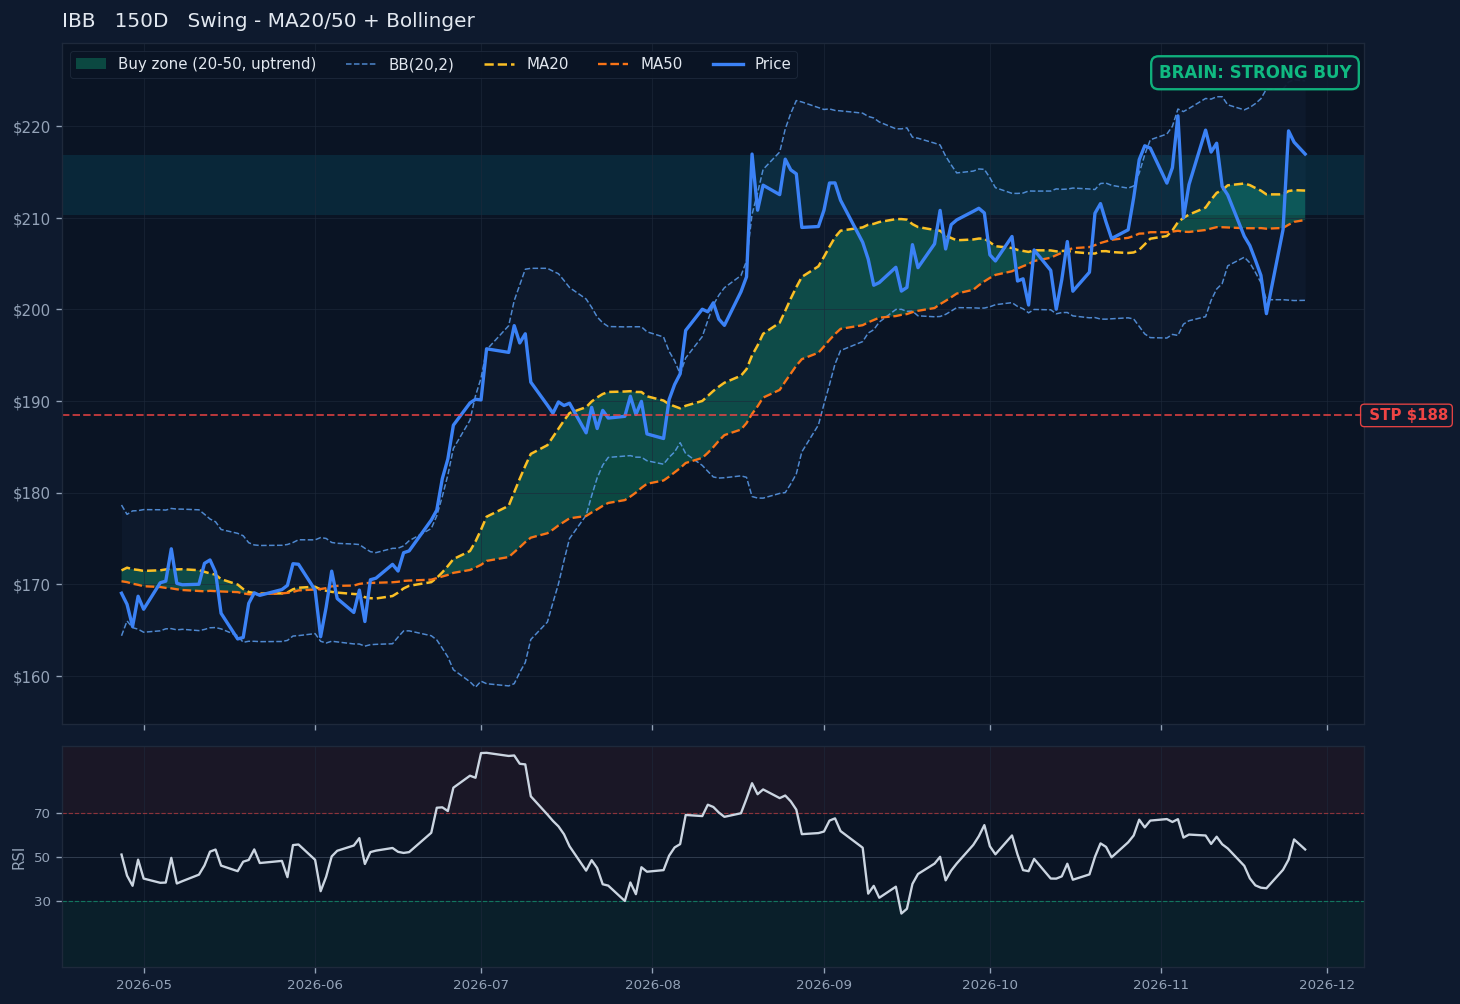 IBB 150D Swing - MA20/50 + Bollinger
Buy zone (20-50, uptrend) BB(20,2) MA20 MA50 Price
BRAIN: STRONG BUY
$220
$210
$200
$190
STP $188
$180
$170
$160
70
50
30
RSI
2026-05 2026-06 2026-07 2026-08 2026-09 2026-10 2026-11 2026-12